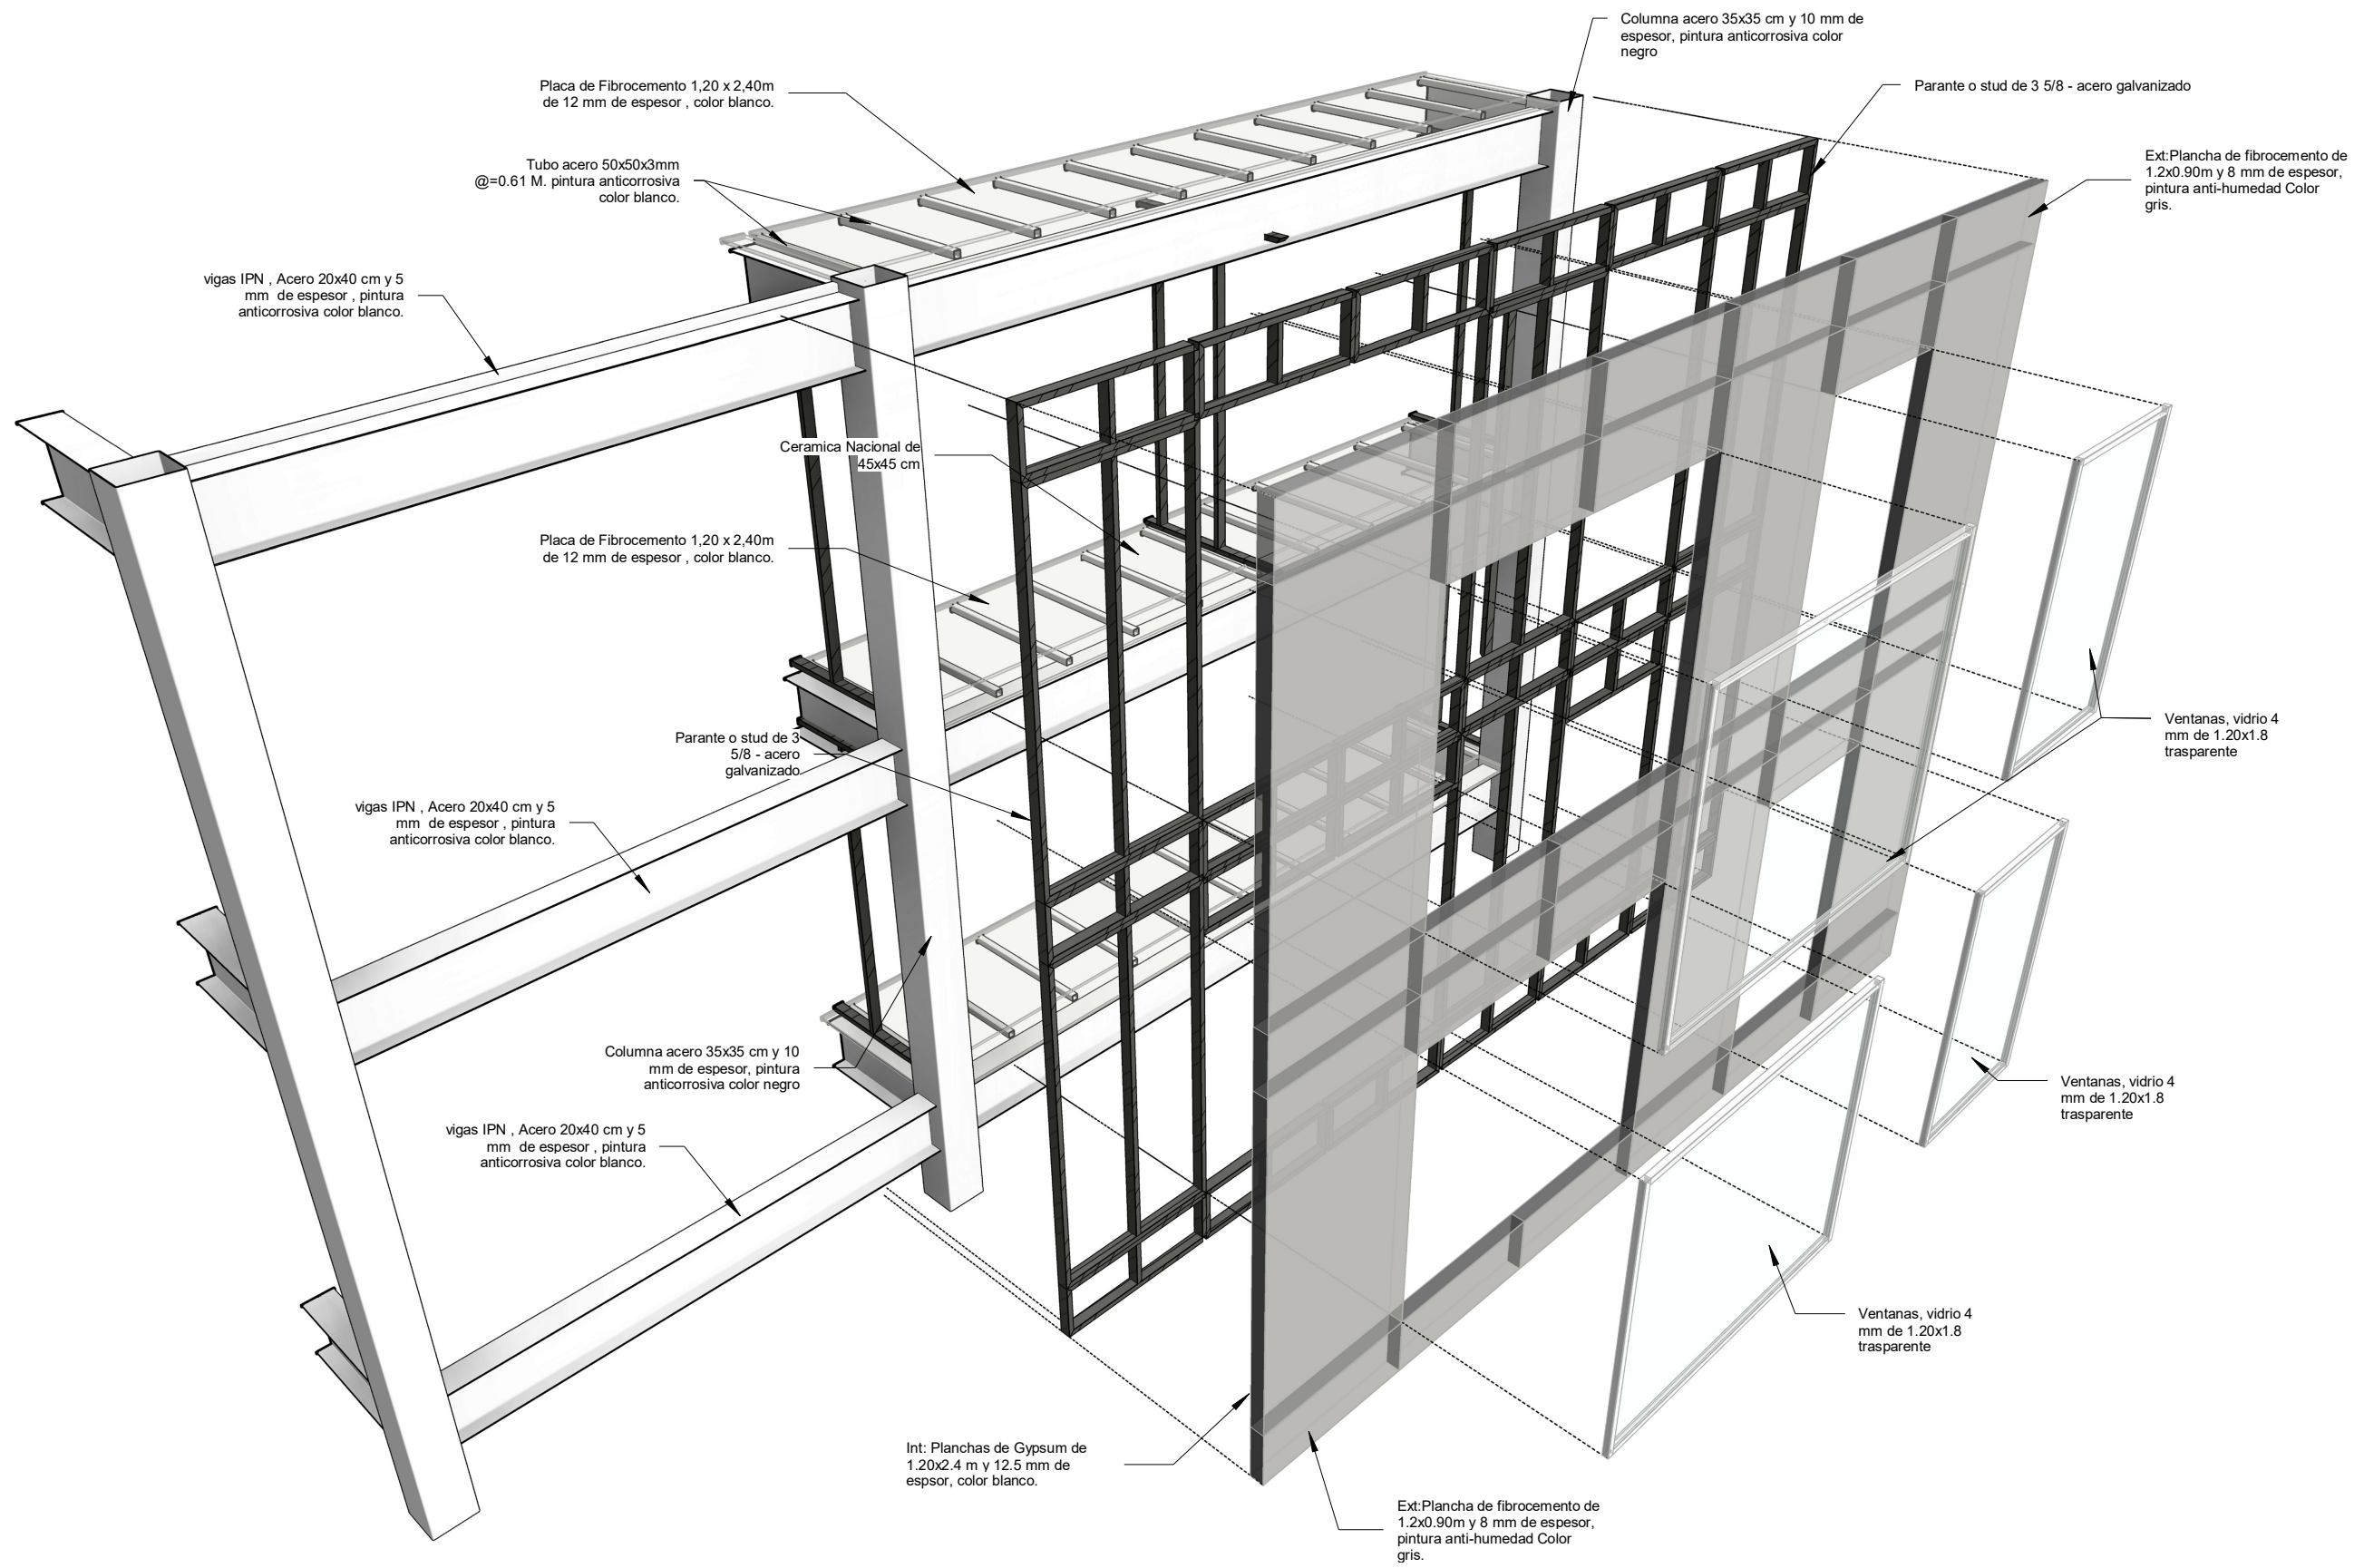 Columna acero 35x35 cm y 10 mm de
espesor, pintura anticorrosiva color
negro
Placa de Fibrocemento 1,20 x 2,40m
de 12 mm de espesor , color blanco.
Parante o stud de 3 5/8 - acero galvanizado
Ext:Plancha de fibrocemento de
1.2x0.90m y 8 mm de espesor,
pintura anti-humedad Color
gris.
Tubo acero 50x50x3mm
@=0.61 M. pintura anticorrosiva
color blanco.
vigas IPN , Acero 20x40 cm y 5
mm  de espesor , pintura
anticorrosiva color blanco.
Ceramica Nacional de
45x45 cm
Placa de Fibrocemento 1,20 x 2,40m
de 12 mm de espesor , color blanco.
Parante o stud de 3
5/8 - acero
galvanizado
Ventanas, vidrio 4
mm de 1.20x1.8
trasparente
vigas IPN , Acero 20x40 cm y 5
mm  de espesor , pintura
anticorrosiva color blanco.
Columna acero 35x35 cm y 10
mm de espesor, pintura
anticorrosiva color negro
Ventanas, vidrio 4
mm de 1.20x1.8
trasparente
vigas IPN , Acero 20x40 cm y 5
mm  de espesor , pintura
anticorrosiva color blanco.
Ventanas, vidrio 4
mm de 1.20x1.8
trasparente
Int: Planchas de Gypsum de
1.20x2.4 m y 12.5 mm de
espsor, color blanco.
Ext:Plancha de fibrocemento de
1.2x0.90m y 8 mm de espesor,
pintura anti-humedad Color
gris.